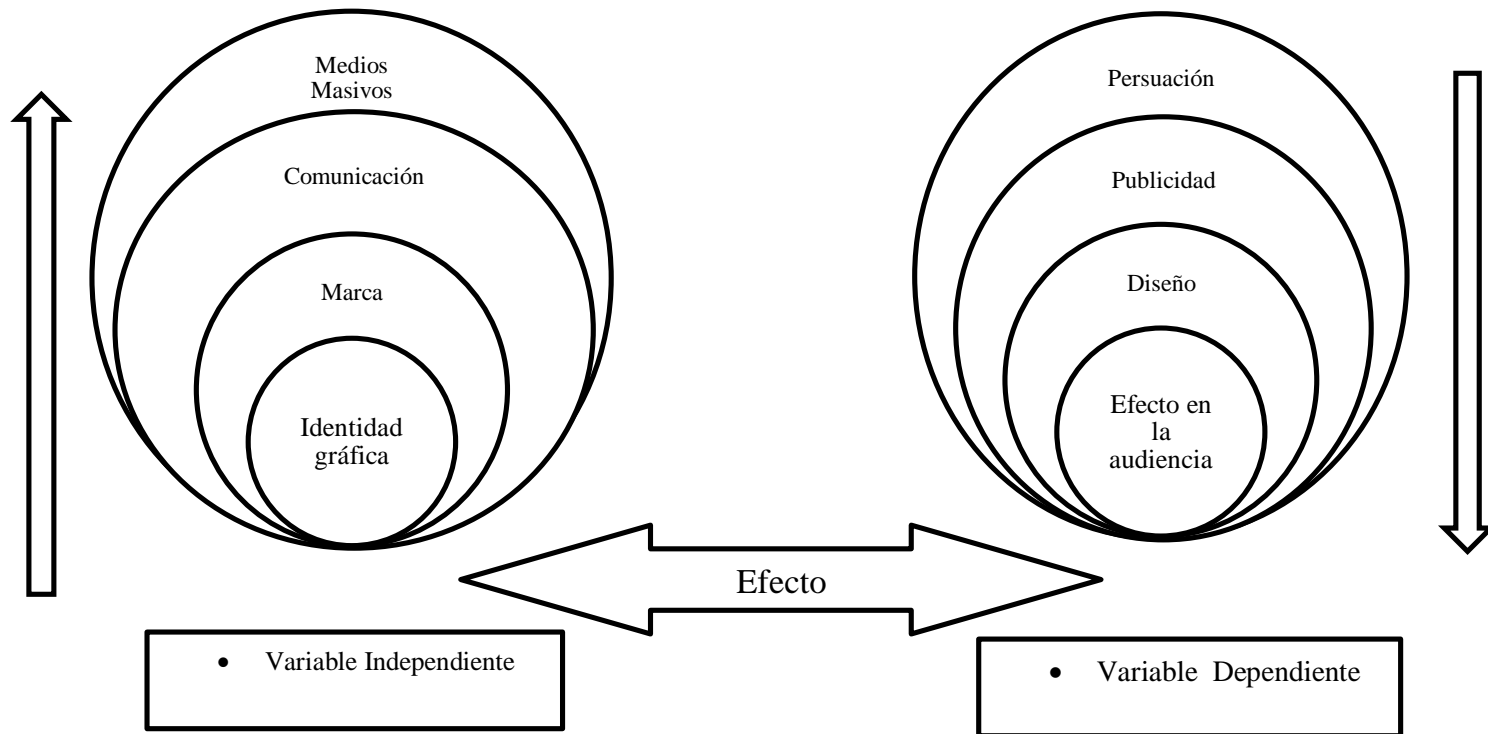 Medios
Masivos
Comunicación
Marca
Identidad
gráfica
Persuación
Publicidad
Diseño
Efecto en
la
audiencia
Efecto
• Variable Independiente
• Variable Dependiente